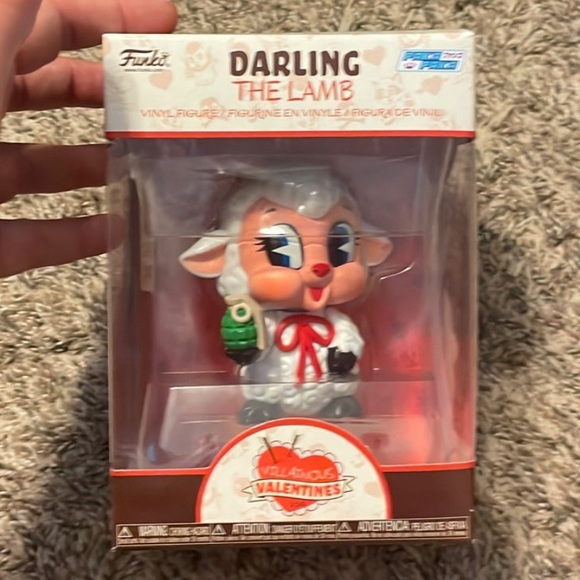 Funko
DARLING
THE LAMB
VINYL FIGURE / FIGURINE EN VINYLE / FIGURA DE VINIL
VILLAINOUS
VALENTINES
WARNING: ATTENTION: ADVERTENCIA: